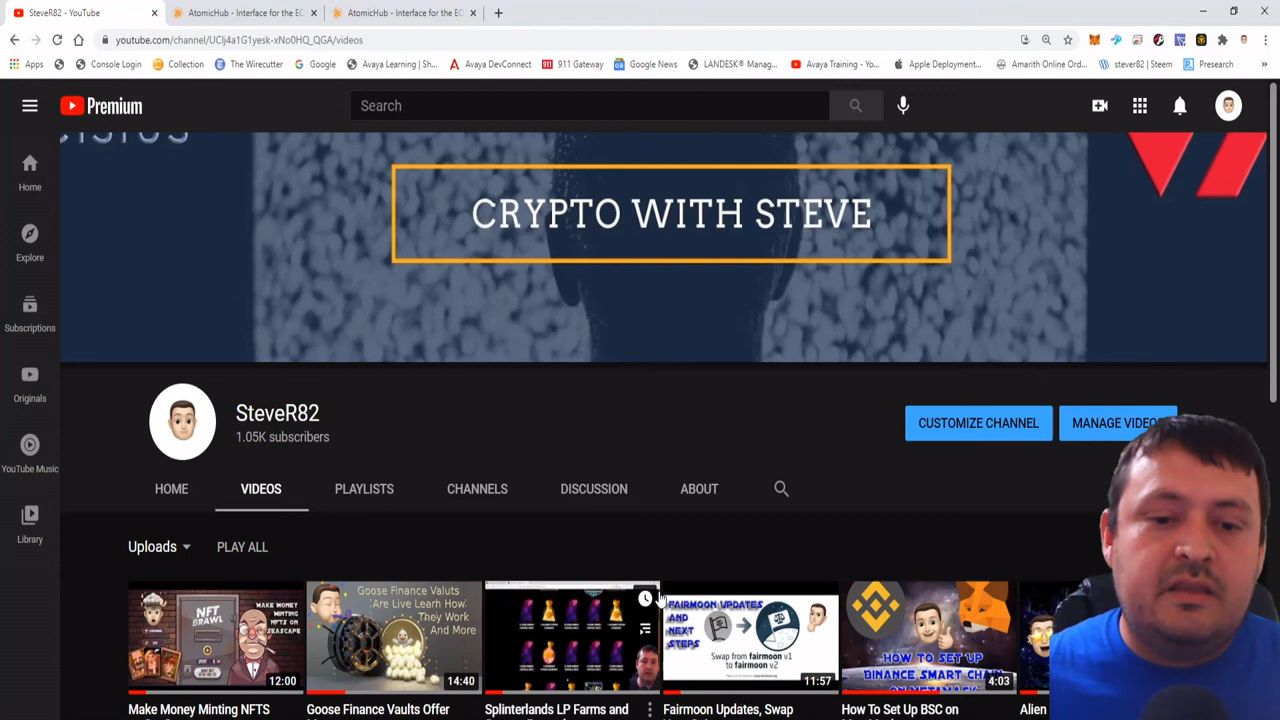 SteveR82 - YouTube
AtomicHub - Interface for the EO
AtomicHub - Interface for the EO
youtube.com/channel/UClj4a1G1yesk-xNo0HQ_QGA/videos
Apps Console Login Collection The Wirecutter Google Avaya Learning | Sh... Avaya DevConnect 911 Gateway Google News LANDESK® Manag... Avaya Training - Yo... Apple Deployment... Amarith Online Ord... stever82 | Steem Presearch
Premium
Search
CRYPTO WITH STEVE
Home
Explore
Subscriptions
Originals
YouTube Music
Library
SteveR82
1.05K subscribers
CUSTOMIZE CHANNEL
MANAGE VIDEO
HOME VIDEOS PLAYLISTS CHANNELS DISCUSSION ABOUT
Uploads PLAY ALL
NFT
BRAWL
MAKE MONEY
MINTING
NFTS ON
SEASCAPE
12:00
Make Money Minting NFTS
Goose Finance Valuts
Are Live Learn How
They Work
And More
14:40
Goose Finance Vaults Offer
Splinterlands LP Farms and
FAIRMOON UPDATES
AND
NEXT
STEPS
Swap from fairmoon v1
to fairmoon v2
11:57
Fairmoon Updates, Swap
HOW TO SET UP
BINANCE SMART CHAIN
ON METAMASK
4:03
How To Set Up BSC on
Alien